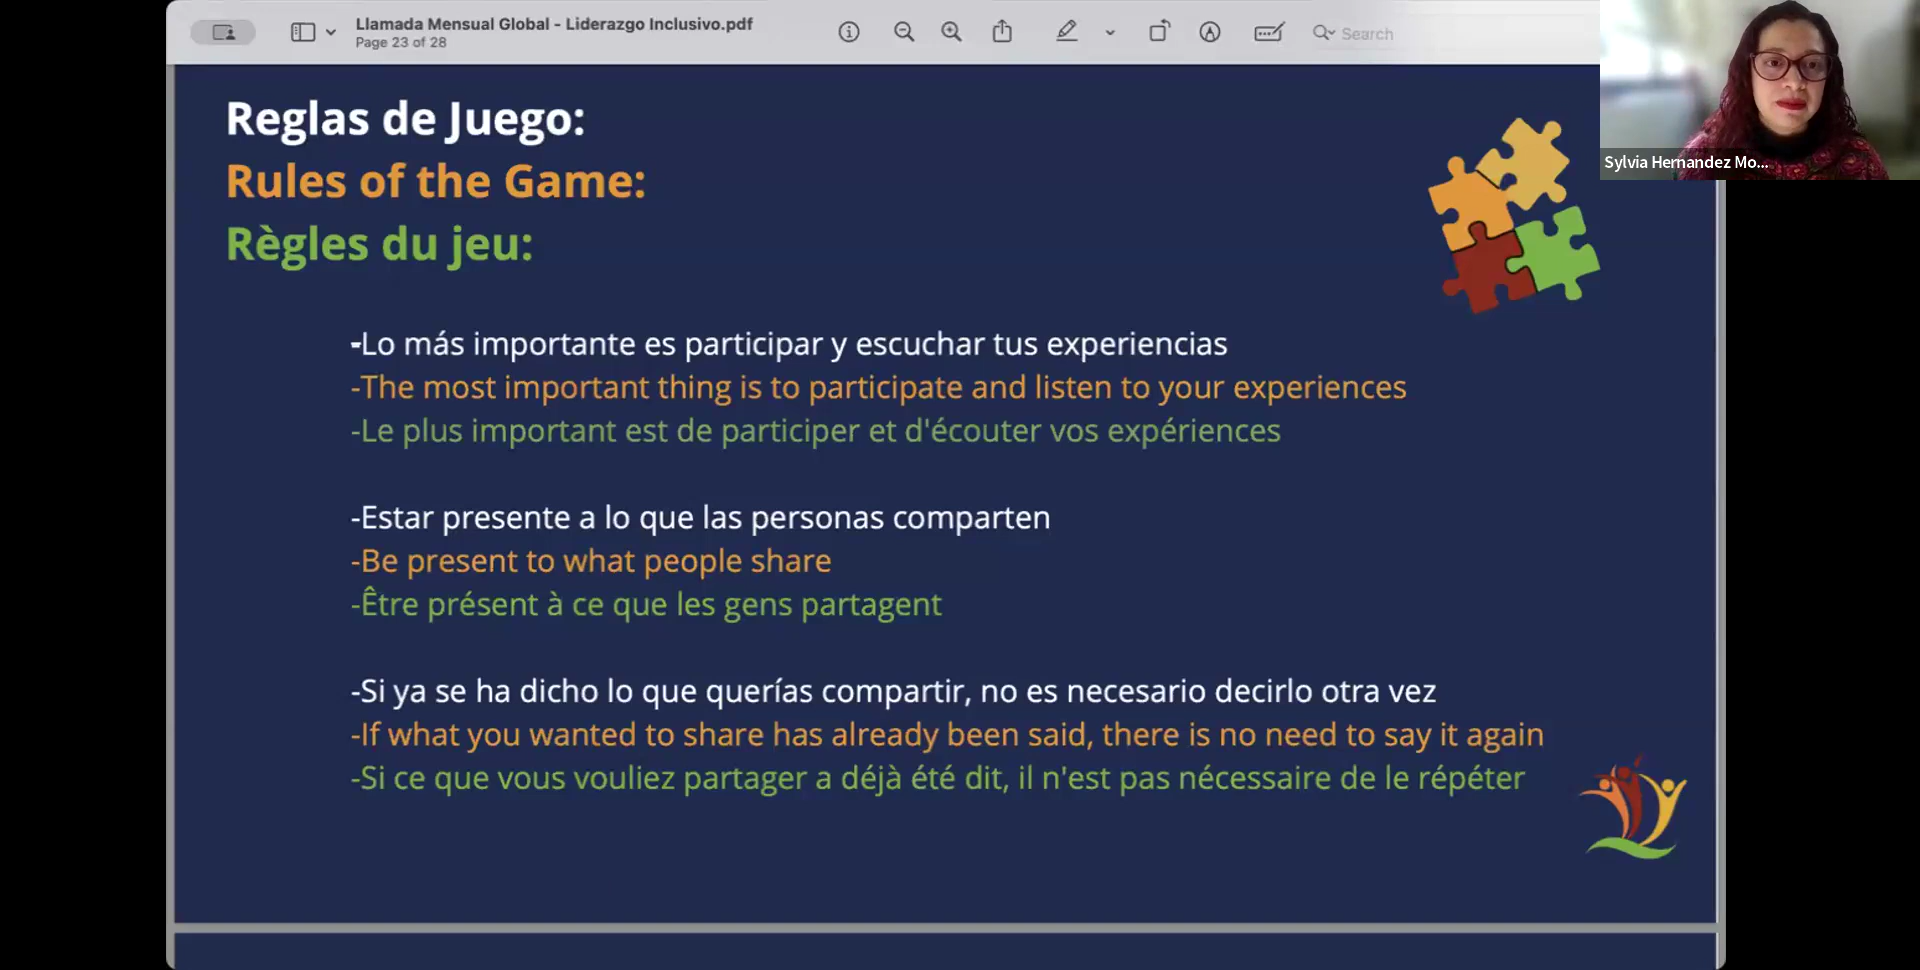 Llamada Mensual Global - Liderazgo Inclusivo.pdf
Page 23 of 28
Search
Sylvia Hernandez Mo...
Reglas de Juego:
Rules of the Game:
Règles du jeu:
-Lo más importante es participar y escuchar tus experiencias
-The most important thing is to participate and listen to your experiences
-Le plus important est de participer et d'écouter vos expériences
-Estar presente a lo que las personas comparten
-Be present to what people share
-Être présent à ce que les gens partagent
-Si ya se ha dicho lo que querías compartir, no es necesario decirlo otra vez
-If what you wanted to share has already been said, there is no need to say it again
-Si ce que vous vouliez partager a déjà été dit, il n'est pas nécessaire de le répéter